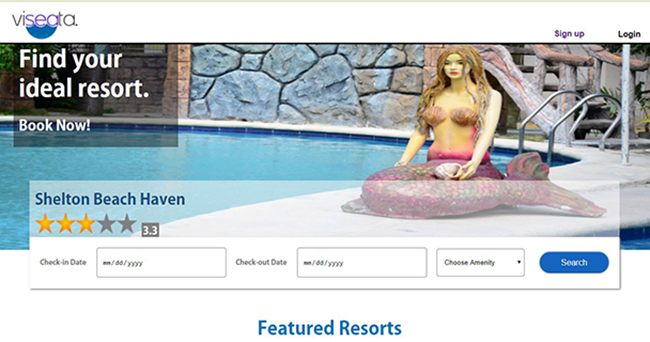 viseata.
Sign up
Login
Find your
ideal resort.
Book Now!
Shelton Beach Haven
3.3
Check-in Date
mm/dd/yyyy
Check-out Date
mm/dd/yyyy
Choose Amenity
Search
Featured Resorts